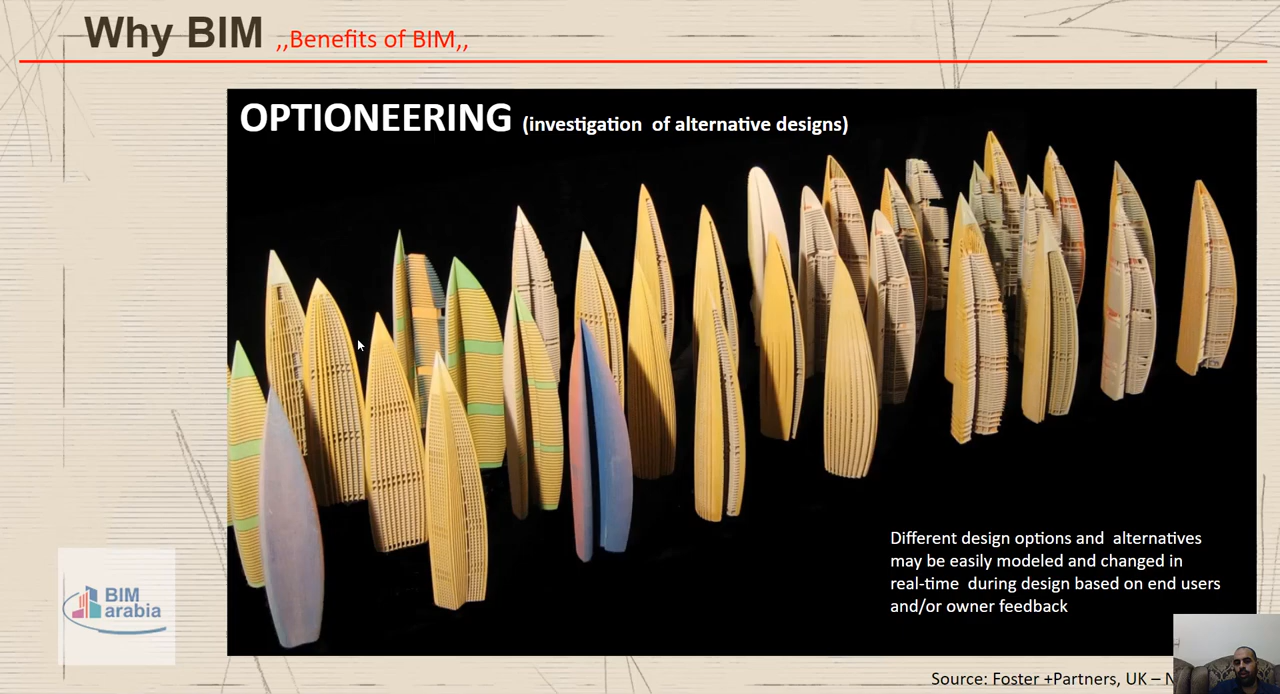 Why BIM ,,Benefits of BIM,,
OPTIONEERING (investigation of alternative designs)
Different design options and alternatives
may be easily modeled and changed in
real-time during design based on end users
and/or owner feedback
BIM
arabia
Source: Foster +Partners, UK –